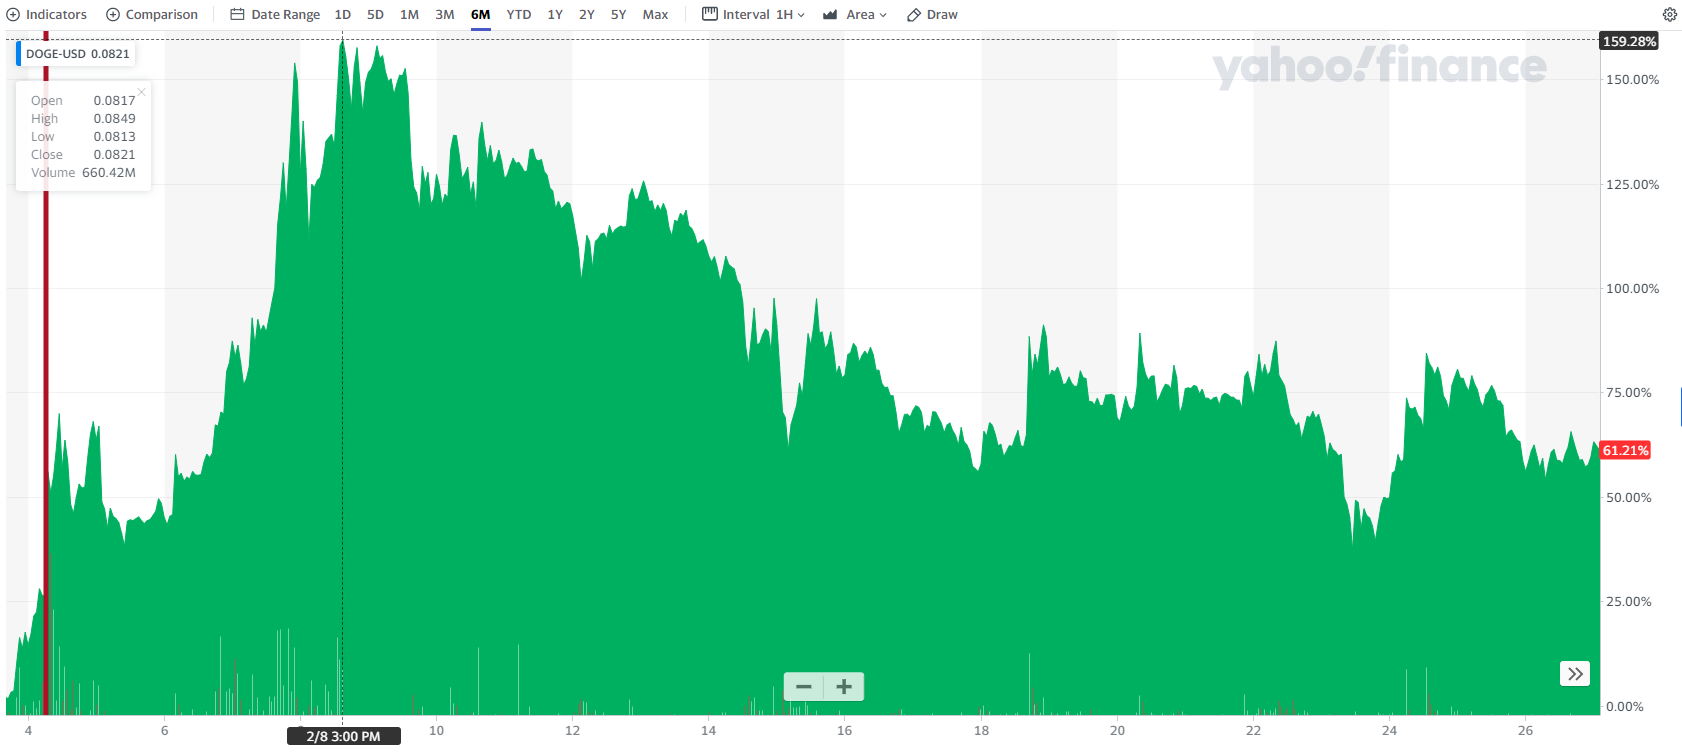 Indicators Comparison Date Range 1D 5D 1M 3M 6M YTD 1Y 2Y 5Y Max Interval 1H Area Draw
DOGE-USD 0.0821
Open 0.0817
High 0.0849
Low 0.0813
Close 0.0821
Volume 660.42M
yahoo!finance
159.28%
150.00%
125.00%
100.00%
75.00%
61.21%
50.00%
25.00%
0.00%
4 6 8 10 12 14 16 18 20 22 24 26
2/8 3:00 PM